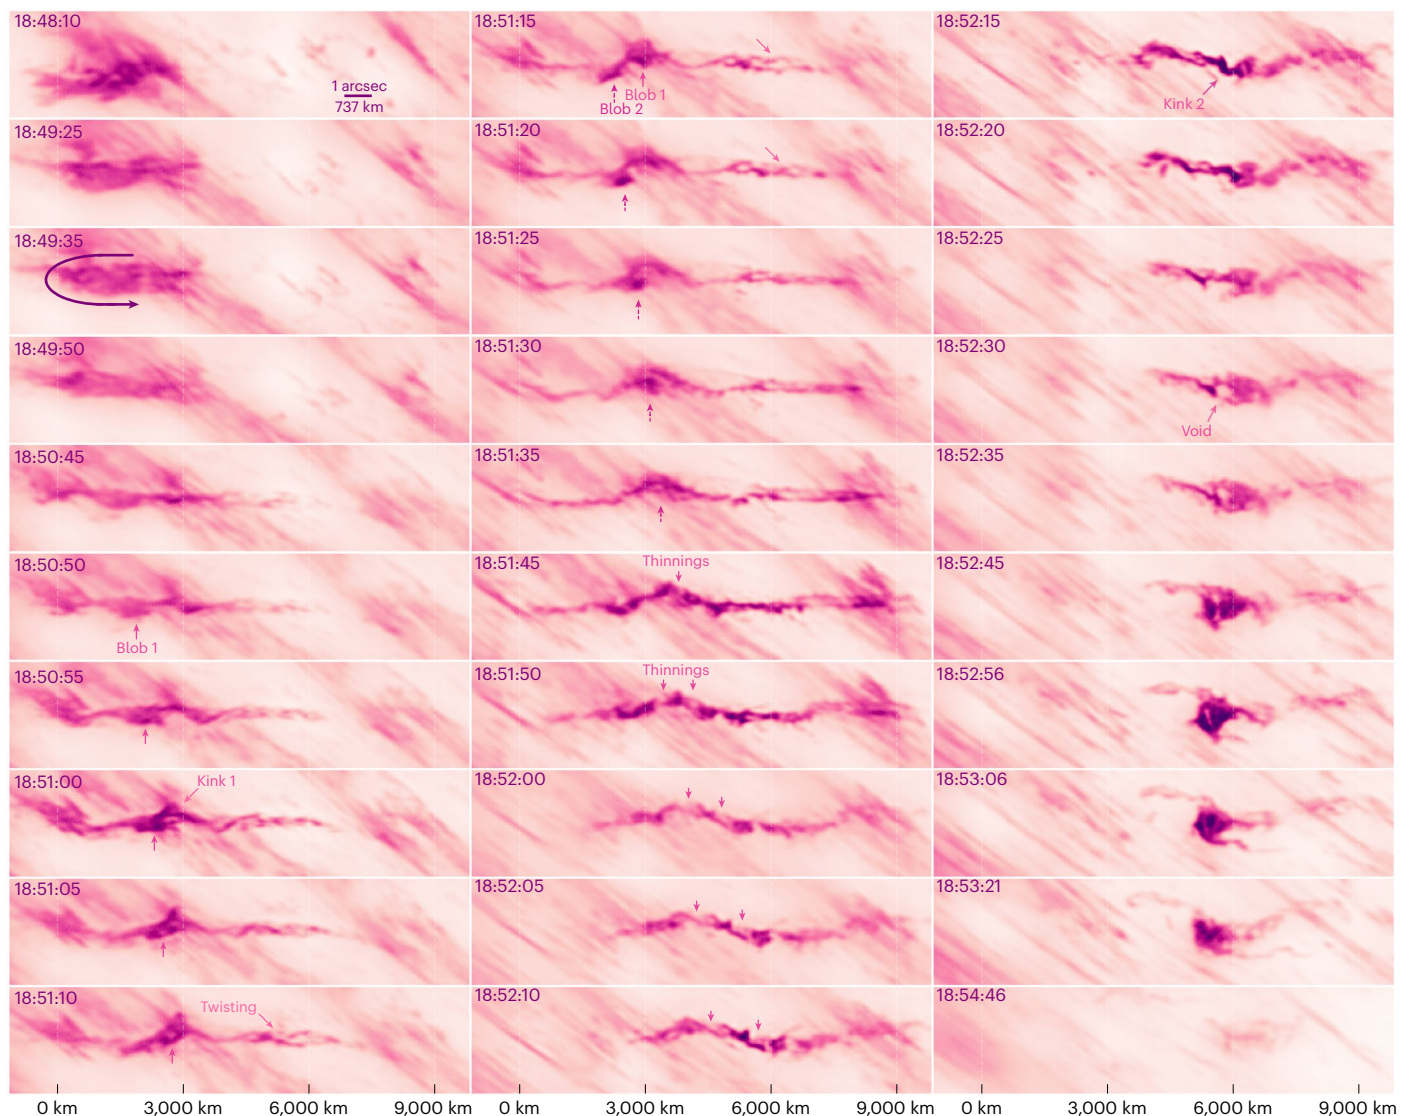 18:48:10
1 arcsec
737 km
18:49:25
18:49:35
18:49:50
18:50:45
18:50:50
Blob 1
18:50:55
18:51:00
Kink 1
18:51:05
18:51:10
Twisting
0 km
3,000 km
6,000 km
9,000 km
18:51:15
Blob 1
Blob 2
18:51:20
18:51:25
18:51:30
18:51:35
18:51:45
Thinnings
18:51:50
Thinnings
18:52:00
18:52:05
18:52:10
0 km
3,000 km
6,000 km
9,000 km
18:52:15
Kink 2
18:52:20
18:52:25
18:52:30
Void
18:52:35
18:52:45
18:52:56
18:53:06
18:53:21
18:54:46
0 km
3,000 km
6,000 km
9,000 km